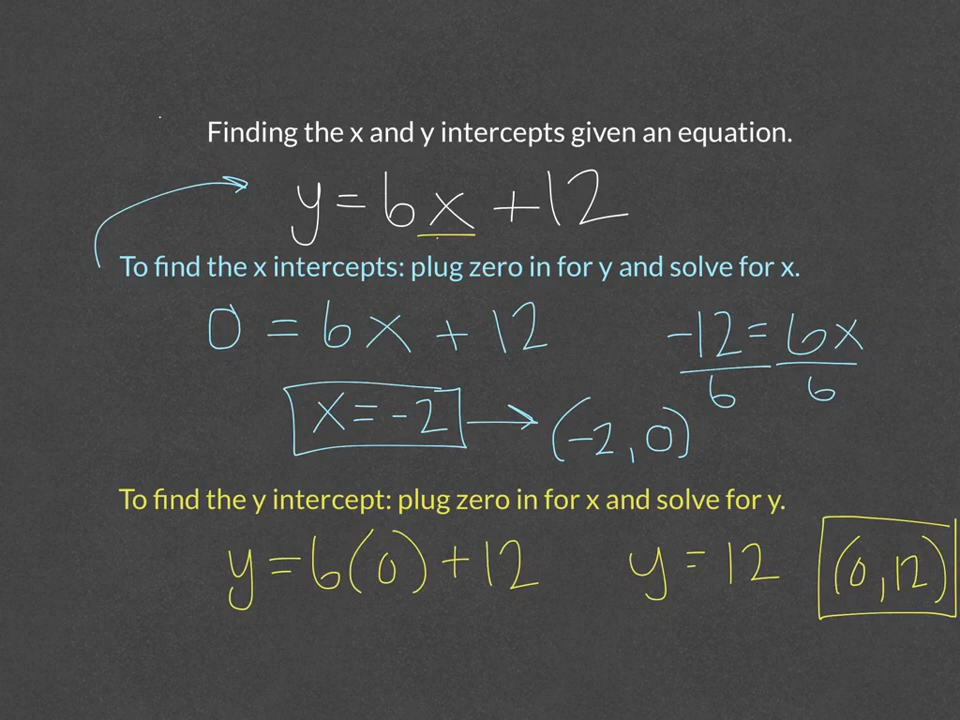 Finding the x and y intercepts given an equation.
y = 6x + 12
To find the x intercepts: plug zero in for y and solve for x.
0 = 6x + 12
-12 = 6x
6 6
x = -2 → (-2, 0)
To find the y intercept: plug zero in for x and solve for y.
y = 6(0) + 12 y = 12 (0, 12)